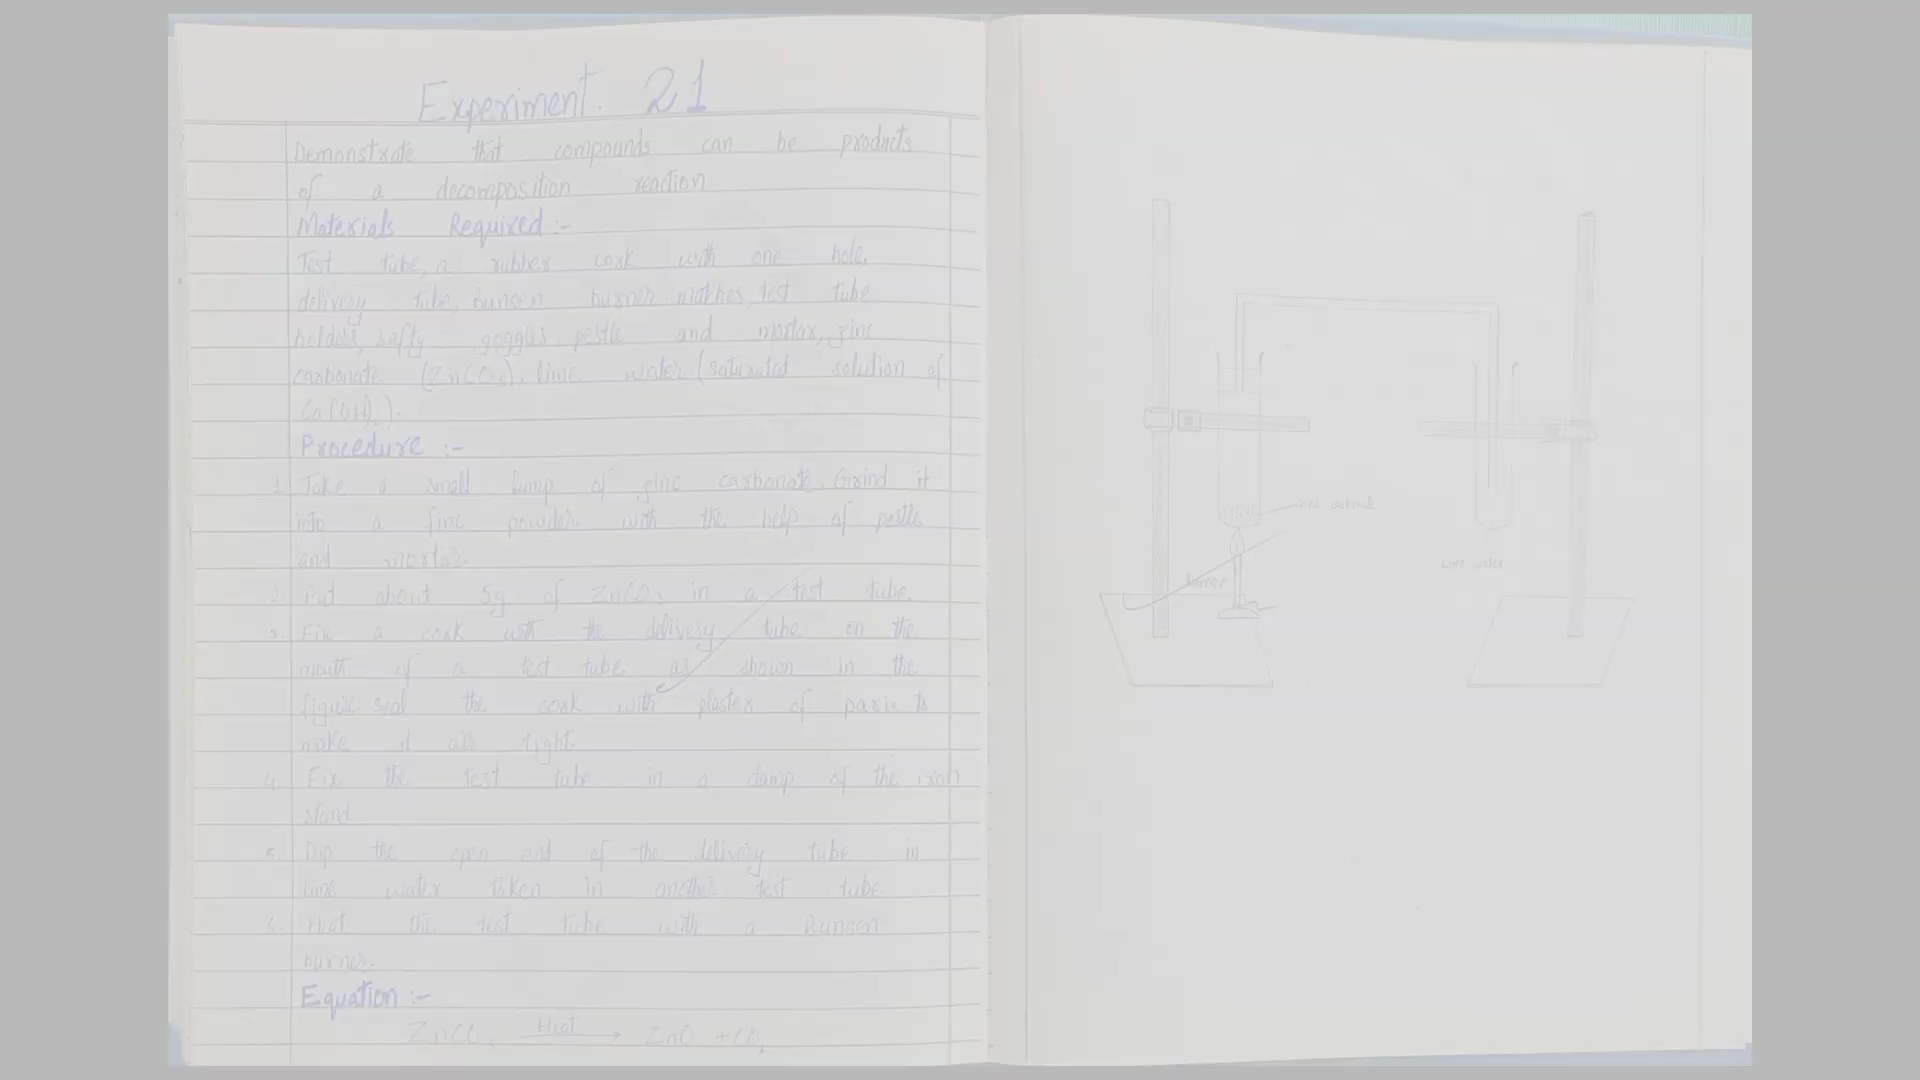 Experiment. 21
Demonstrate that compounds can be products
of a decomposition reaction
Materials Required :-
Test tube, a rubber cork with one hole,
delivery tube, Bunsen burner mathes, test tube
holders, safty goggles pestle and mortar, zinc
carbonate (ZnCO3), lime water (saturated solution of
Ca(OH)2).
Procedure :-
1. Take a small lump of zinc carbonate. Grind it
into a fine powder with the help of pestle
and mortar.
2. Put about 5g of ZnCO3 in a test tube.
3. Fix a cork with the delivery tube on the
mouth of a test tube as shown in the
figure seal the cork with plaster of paris to
make it air tight.
4. Fix the test tube in a clamp of the iron
stand.
5. Dip the open end of the delivery tube in
lime water taken in another test tube
6. Heat the test tube with a Bunsen
burner.
Equation :-
ZnCO3 Heat → ZnO + CO2
zinc carbonate
Burner
Lime water